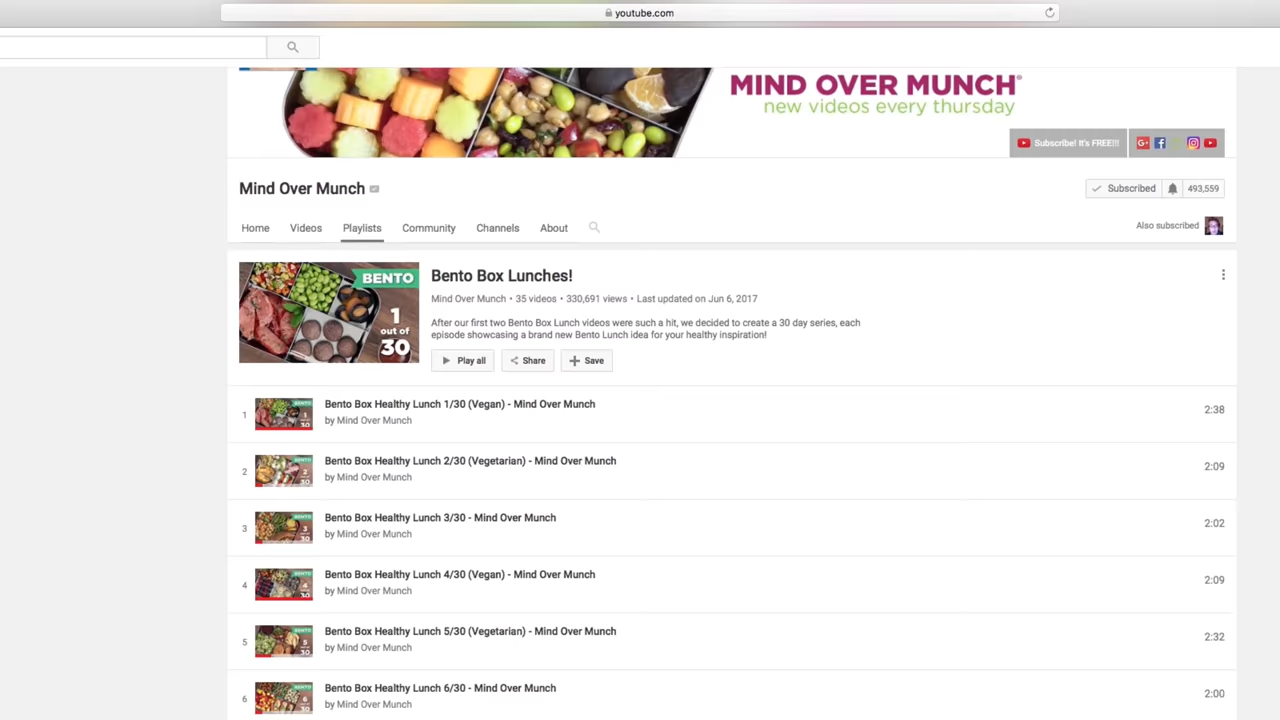 youtube.com
MIND OVER MUNCH®
new videos every thursday
Subscribe! It's FREE!!!
Mind Over Munch
Subscribed 493,559
Home Videos Playlists Community Channels About
Also subscribed
BENTO
1
out of
30
Bento Box Lunches!
Mind Over Munch • 35 videos • 330,691 views • Last updated on Jun 6, 2017
After our first two Bento Box Lunch videos were such a hit, we decided to create a 30 day series, each
episode showcasing a brand new Bento Lunch idea for your healthy inspiration!
Play all Share Save
1 Bento Box Healthy Lunch 1/30 (Vegan) - Mind Over Munch 2:38
by Mind Over Munch
2 Bento Box Healthy Lunch 2/30 (Vegetarian) - Mind Over Munch 2:09
by Mind Over Munch
3 Bento Box Healthy Lunch 3/30 - Mind Over Munch 2:02
by Mind Over Munch
4 Bento Box Healthy Lunch 4/30 (Vegan) - Mind Over Munch 2:09
by Mind Over Munch
5 Bento Box Healthy Lunch 5/30 (Vegetarian) - Mind Over Munch 2:32
by Mind Over Munch
6 Bento Box Healthy Lunch 6/30 - Mind Over Munch 2:00
by Mind Over Munch